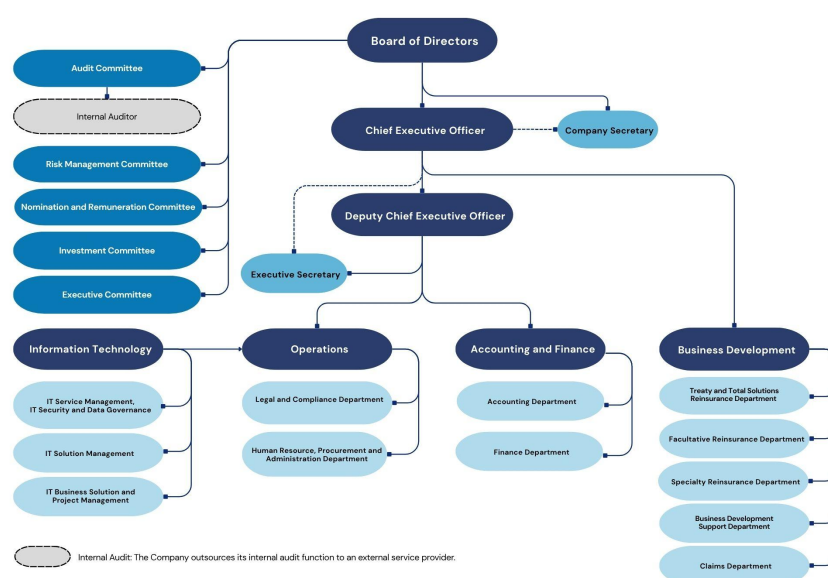 Board of Directors
Audit Committee
Internal Auditor
Chief Executive Officer
Company Secretary
Risk Management Committee
Nomination and Remuneration Committee
Deputy Chief Executive Officer
Investment Committee
Executive Secretary
Executive Committee
Information Technology
Operations
Accounting and Finance
Business Development
IT Service Management,
IT Security and Data Governance
IT Solution Management
IT Business Solution and
Project Management
Legal and Compliance Department
Human Resource, Procurement and
Administration Department
Accounting Department
Finance Department
Treaty and Total Solutions
Reinsurance Department
Facultative Reinsurance Department
Specialty Reinsurance Department
Business Development
Support Department
Claims Department
Internal Audit: The Company outsources its internal audit function to an external service provider.